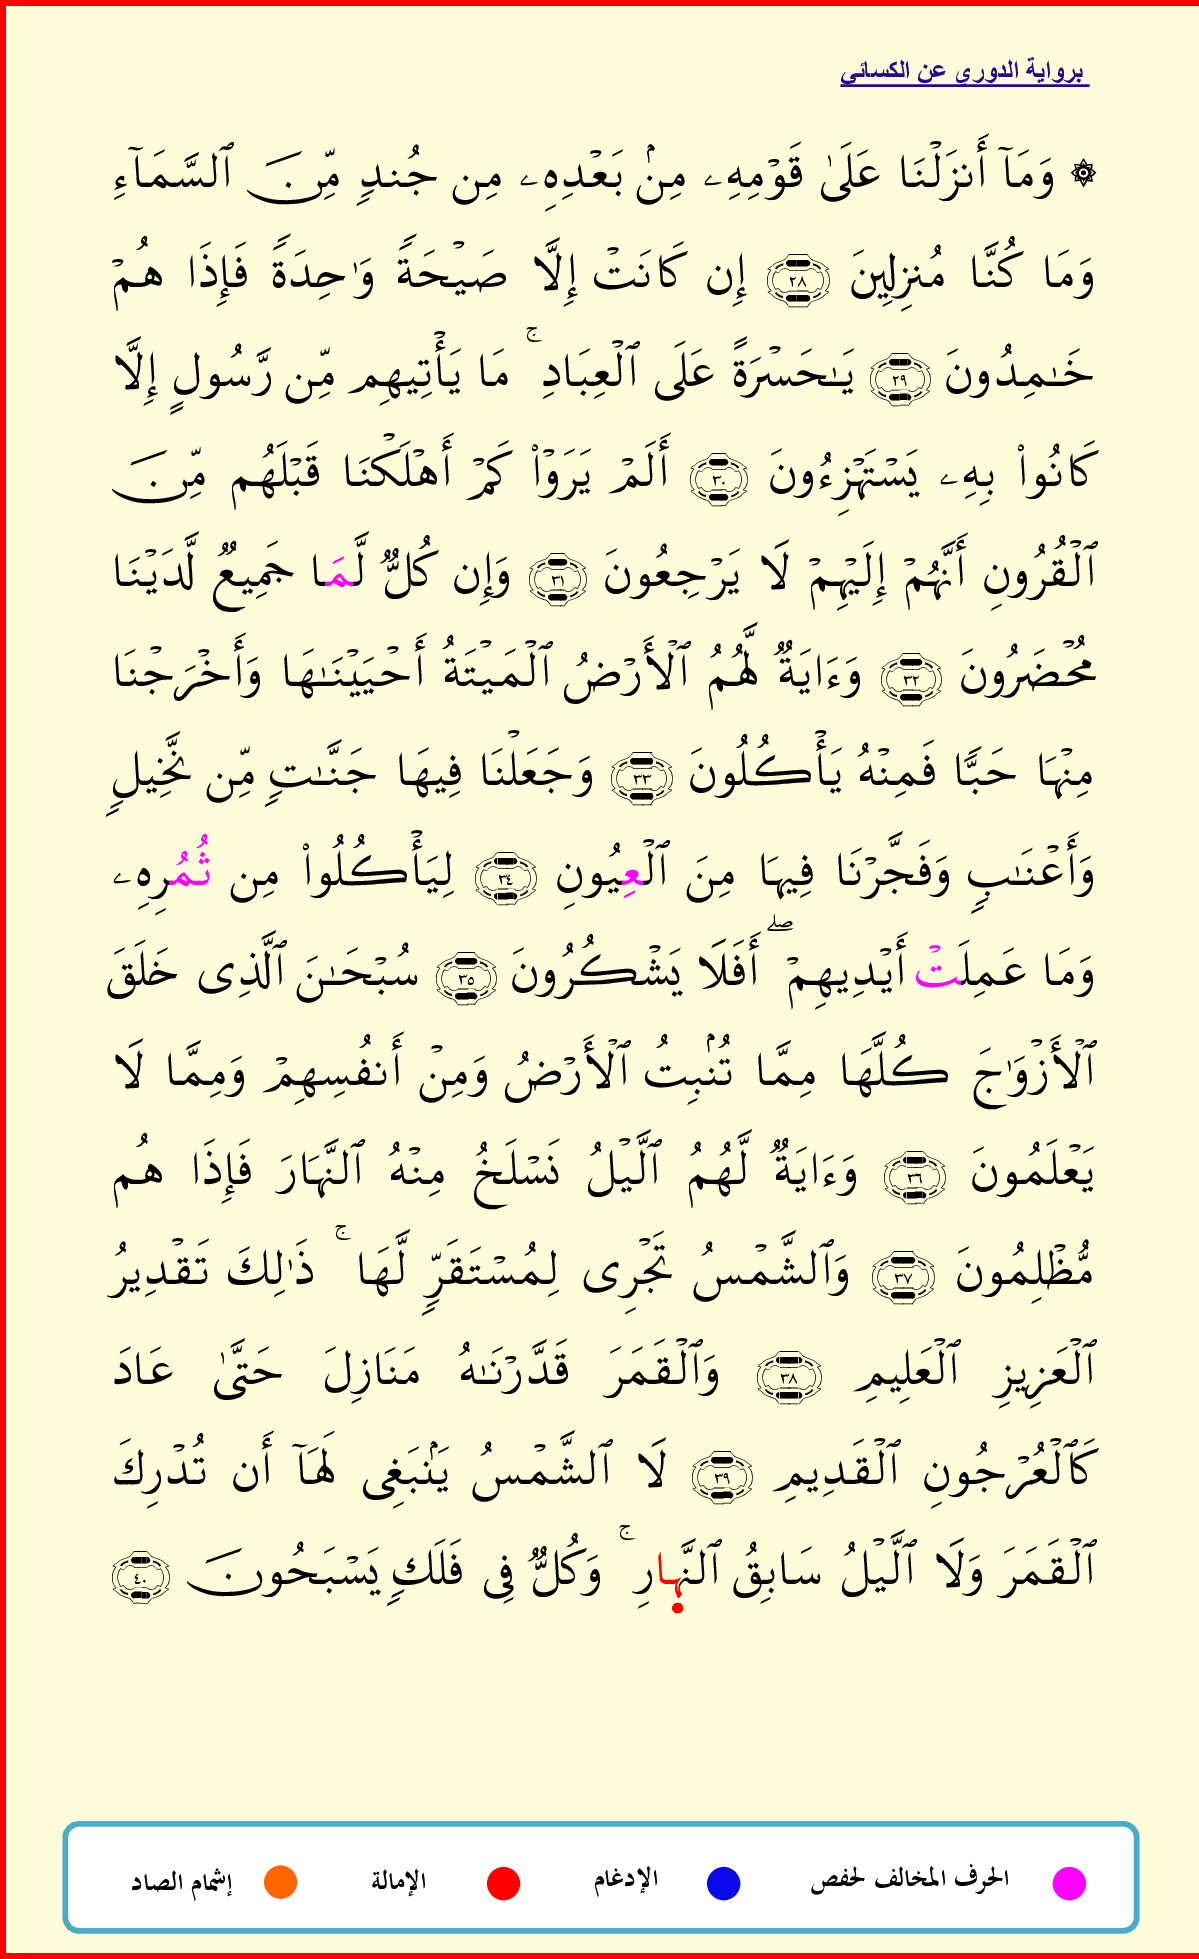 برواية الدوري عن الكسائي
۞ وَمَآ أَنزَلْنَا عَلَىٰ قَوْمِهِۦ مِنۢ بَعْدِهِۦ مِن جُندٍ مِّنَ ٱلسَّمَآءِ
وَمَا كُنَّا مُنزِلِينَ ٢٨ إِن كَانَتْ إِلَّا صَيْحَةً وَٰحِدَةً فَإِذَا هُمْ
خَـٰمِدُونَ ٢٩ يَـٰحَسْرَةً عَلَى ٱلْعِبَادِ ۚ مَا يَأْتِيهِم مِّن رَّسُولٍ إِلَّا
كَانُوا۟ بِهِۦ يَسْتَهْزِءُونَ ٣٠ أَلَمْ يَرَوْا۟ كَمْ أَهْلَكْنَا قَبْلَهُم مِّنَ
ٱلْقُرُونِ أَنَّهُمْ إِلَيْهِمْ لَا يَرْجِعُونَ ٣١ وَإِن كُلٌّ لَّمَا جَمِيعٌ لَّدَيْنَا
مُحْضَرُونَ ٣٢ وَءَايَةٌ لَّهُمُ ٱلْأَرْضُ ٱلْمَيْتَةُ أَحْيَيْنَـٰهَا وَأَخْرَجْنَا
مِنْهَا حَبًّا فَمِنْهُ يَأْكُلُونَ ٣٣ وَجَعَلْنَا فِيهَا جَنَّـٰتٍ مِّن نَّخِيلٍ
وَأَعْنَـٰبٍ وَفَجَّرْنَا فِيهَا مِنَ ٱلْعِيُونِ ٣٤ لِيَأْكُلُوا۟ مِن ثُمُرِهِۦ
وَمَا عَمِلَتْ أَيْدِيهِمْ ۖ أَفَلَا يَشْكُرُونَ ٣٥ سُبْحَـٰنَ ٱلَّذِى خَلَقَ
ٱلْأَزْوَٰجَ كُلَّهَا مِمَّا تُنۢبِتُ ٱلْأَرْضُ وَمِنْ أَنفُسِهِمْ وَمِمَّا لَا
يَعْلَمُونَ ٣٦ وَءَايَةٌ لَّهُمُ ٱلَّيْلُ نَسْلَخُ مِنْهُ ٱلنَّهَارَ فَإِذَا هُم
مُّظْلِمُونَ ٣٧ وَٱلشَّمْسُ تَجْرِى لِمُسْتَقَرٍّ لَّهَا ۚ ذَٰلِكَ تَقْدِيرُ
ٱلْعَزِيزِ ٱلْعَلِيمِ ٣٨ وَٱلْقَمَرَ قَدَّرْنَـٰهُ مَنَازِلَ حَتَّىٰ عَادَ
كَٱلْعُرْجُونِ ٱلْقَدِيمِ ٣٩ لَا ٱلشَّمْسُ يَنۢبَغِى لَهَآ أَن تُدْرِكَ
ٱلْقَمَرَ وَلَا ٱلَّيْلُ سَابِقُ ٱلنَّهَارِ ۚ وَكُلٌّ فِى فَلَكٍ يَسْبَحُونَ ٤٠
الحرف المخالف لحفص الإدغام الإمالة إشمام الصاد